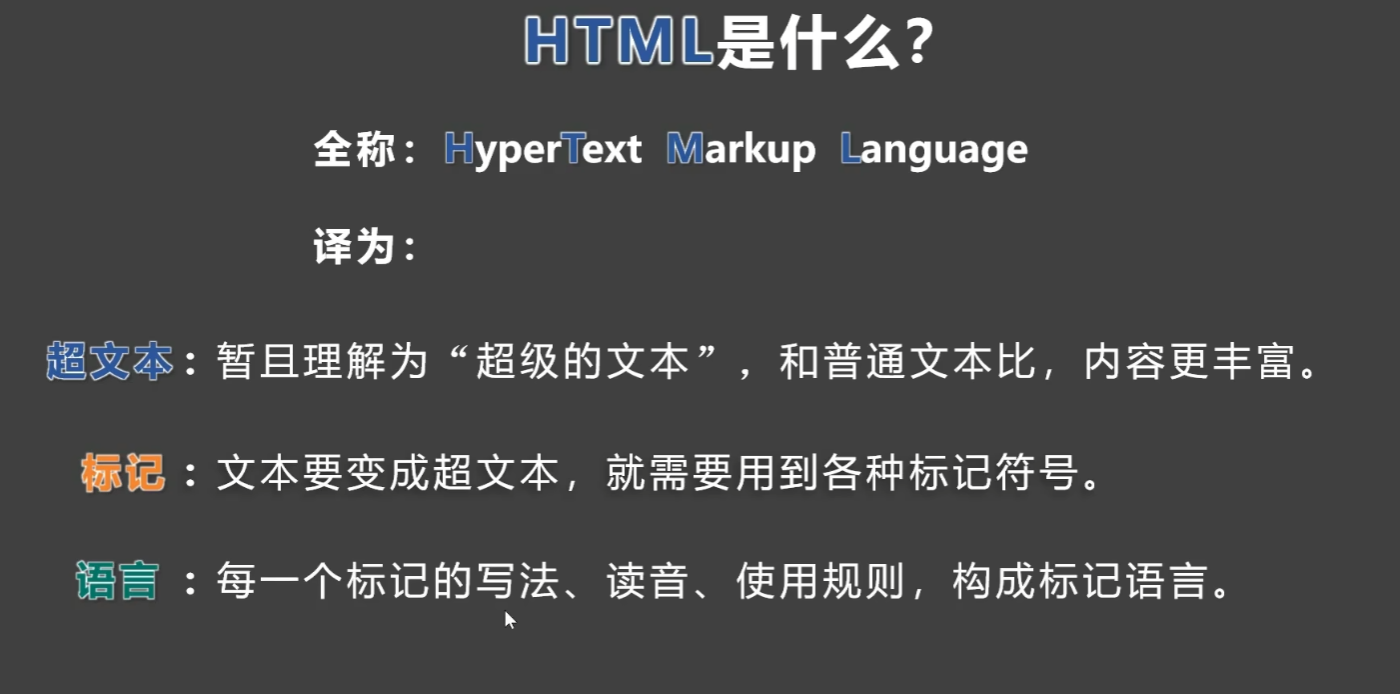 HTML是什么？
全称：HyperText Markup Language
译为：
超文本：暂且理解为“超级的文本”，和普通文本比，内容更丰富。
标记：文本要变成超文本，就需要用到各种标记符号。
语言：每一个标记的写法、读音、使用规则，构成标记语言。